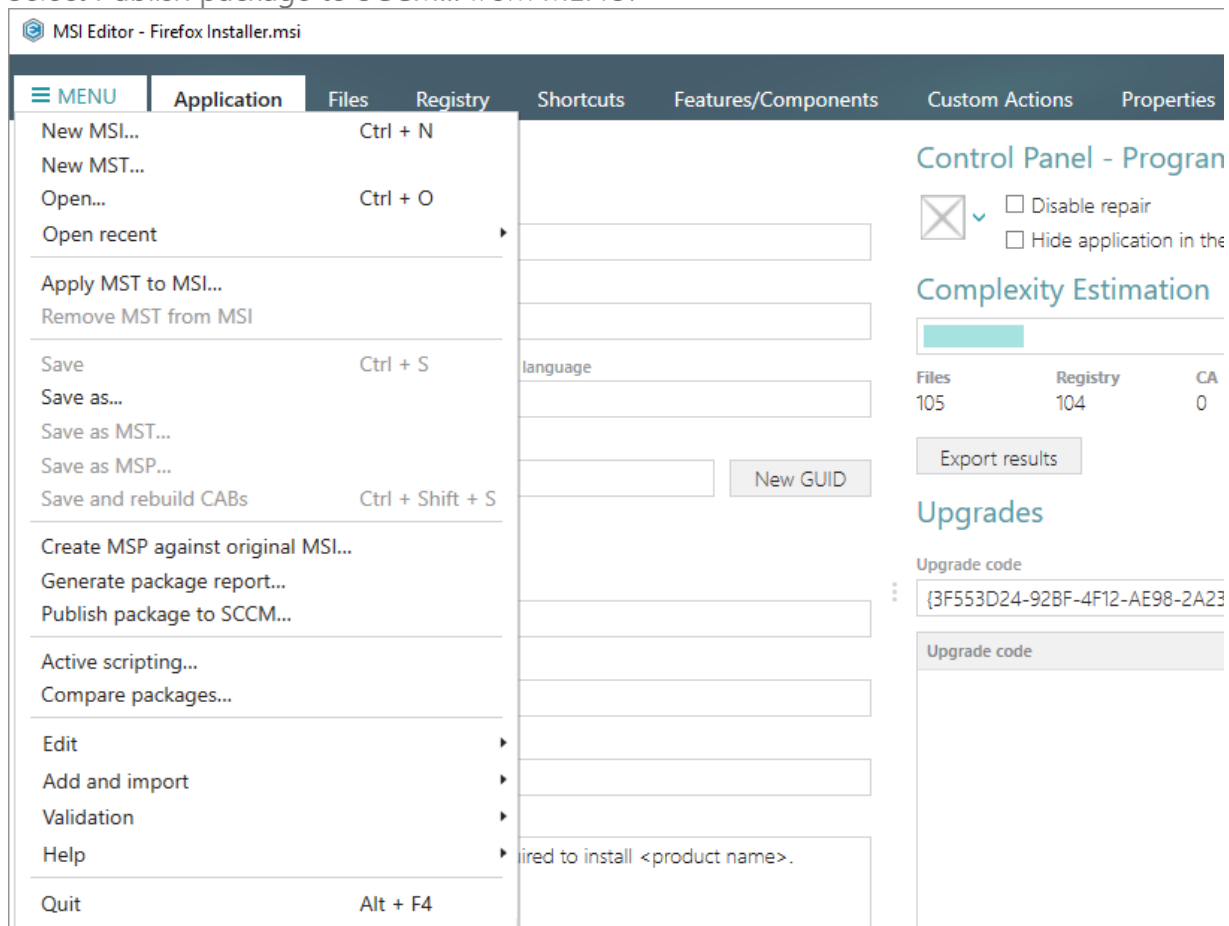 MSI Editor - Firefox Installer.msi
MENU Application Files Registry Shortcuts Features/Components Custom Actions Properties
New MSI... Ctrl + N
New MST...
Open... Ctrl + O
Open recent
Apply MST to MSI...
Remove MST from MSI
Save Ctrl + S
Save as...
Save as MST...
Save as MSP...
Save and rebuild CABs Ctrl + Shift + S
Create MSP against original MSI...
Generate package report...
Publish package to SCCM...
Active scripting...
Compare packages...
Edit
Add and import
Validation
Help
Quit Alt + F4
language
New GUID
to install <product name>.
Control Panel -
Disable repair
Hide application in the
Complexity Estimation
Files Registry CA
105 104 0
Export results
Upgrades
Upgrade code
{3F553D24-92BF-4F12-AE98-2A23
Upgrade code